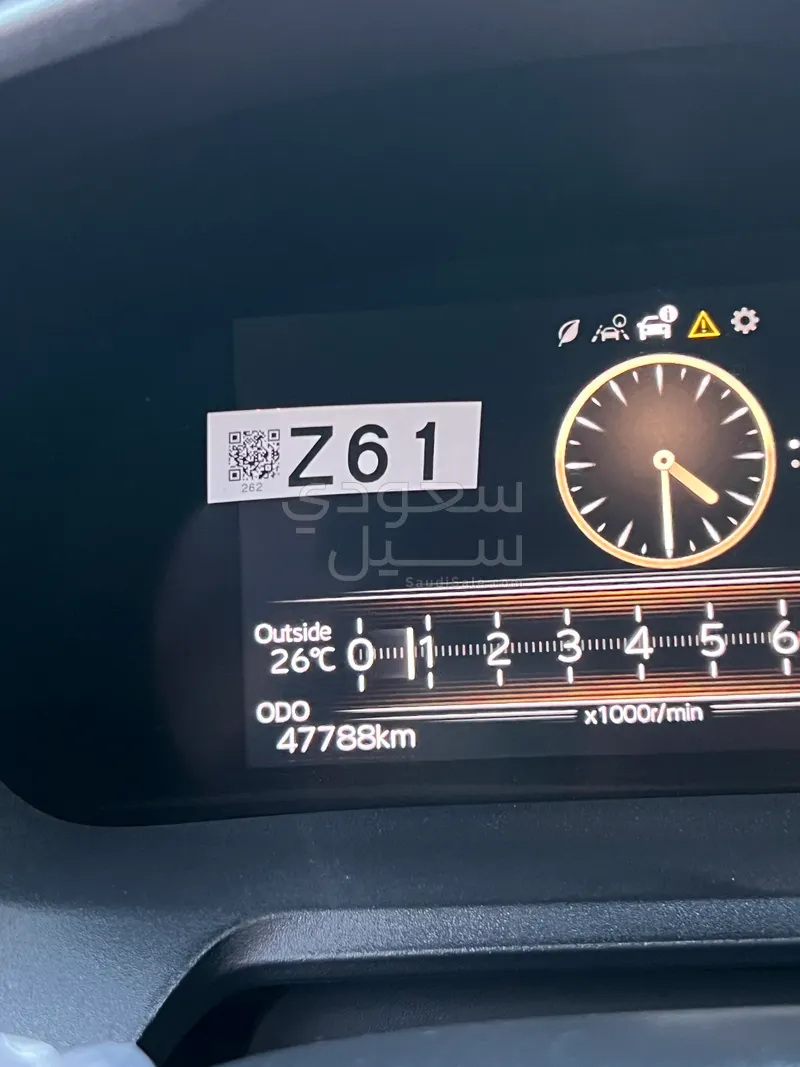 Z61
262
سعودي
سيل
SaudiSale.com
Outside
26°C
0 1 2 3 4 5 6
x1000r/min
ODO
47788km